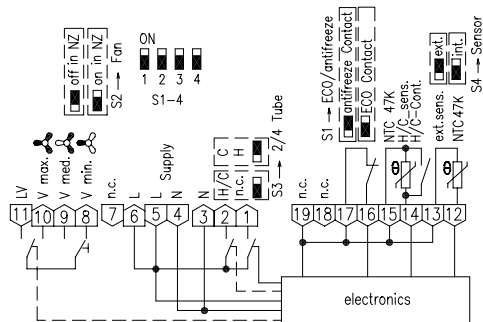 off in NZ
on in NZ
S2 → Fan
ON
1 2 3 4
S1-4
S1 → ECO/antifreeze
antifreeze Contact
ECO Contact
ext.
int.
S4 → Sensor
LV
V max.
V med.
V min.
n.c.
L
L
Supply
N
N
H/C C
n.c. H
S3 → 2/4 Tube
n.c.
n.c.
NTC 47K
H/C-sens.
H/C-Cont.
ext.sens.
NTC 47K
ϑ
ϑ
11 10 9 8 7 6 5 4 3 2 1
19 18 17 16 15 14 13 12
electronics